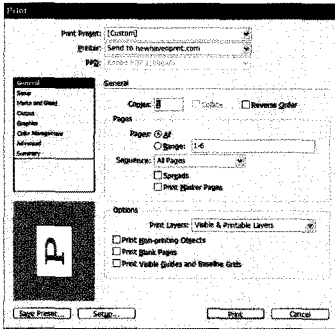 Print
Print Preset: [Custom]
Printer: Send to newhavenprint.com
PPD:
General
Setup
Marks and Bleed
Output
Graphics
Color Management
Advanced
Summary
General
Copies: Collate Reverse Order
Pages
Pages: All
Range: 1-6
Sequence: All Pages
Spreads
Print Master Pages
P
Options
Print Layers: Visible & Printable Layers
Print Non-printing Objects
Print Blank Pages
Print Visible Guides and Baseline Grids
Save Preset... Setup... Print Cancel